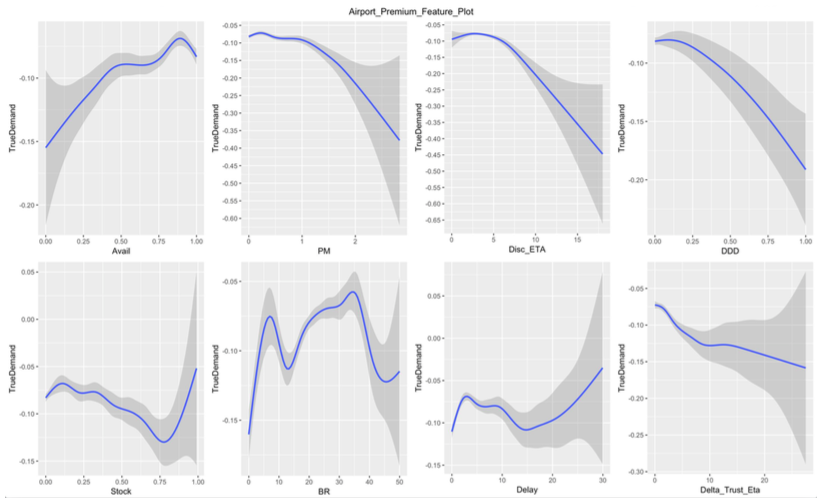 Airport_Premium_Feature_Plot
TrueDemand
-0.10
-0.15
-0.20
0.00 0.25 0.50 0.75 1.00
Avail
TrueDemand
-0.05
-0.10
-0.15
-0.20
-0.25
-0.30
-0.35
-0.40
-0.45
-0.50
-0.55
-0.60
0 1 2
PM
TrueDemand
-0.05
-0.10
-0.15
-0.20
-0.25
-0.30
-0.35
-0.40
-0.45
-0.50
-0.55
-0.60
-0.65
0 5 10 15
Disc_ETA
TrueDemand
-0.10
-0.15
-0.20
0.00 0.25 0.50 0.75 1.00
DDD
TrueDemand
0.05
0.00
-0.05
-0.10
-0.15
0.00 0.25 0.50 0.75 1.00
Stock
TrueDemand
-0.05
-0.10
-0.15
0 10 20 30 40 50
BR
TrueDemand
0.05
0.00
-0.05
-0.10
-0.15
0 10 20 30
Delay
TrueDemand
-0.05
-0.10
-0.15
-0.20
-0.25
-0.30
0 10 20
Delta_Trust_Eta